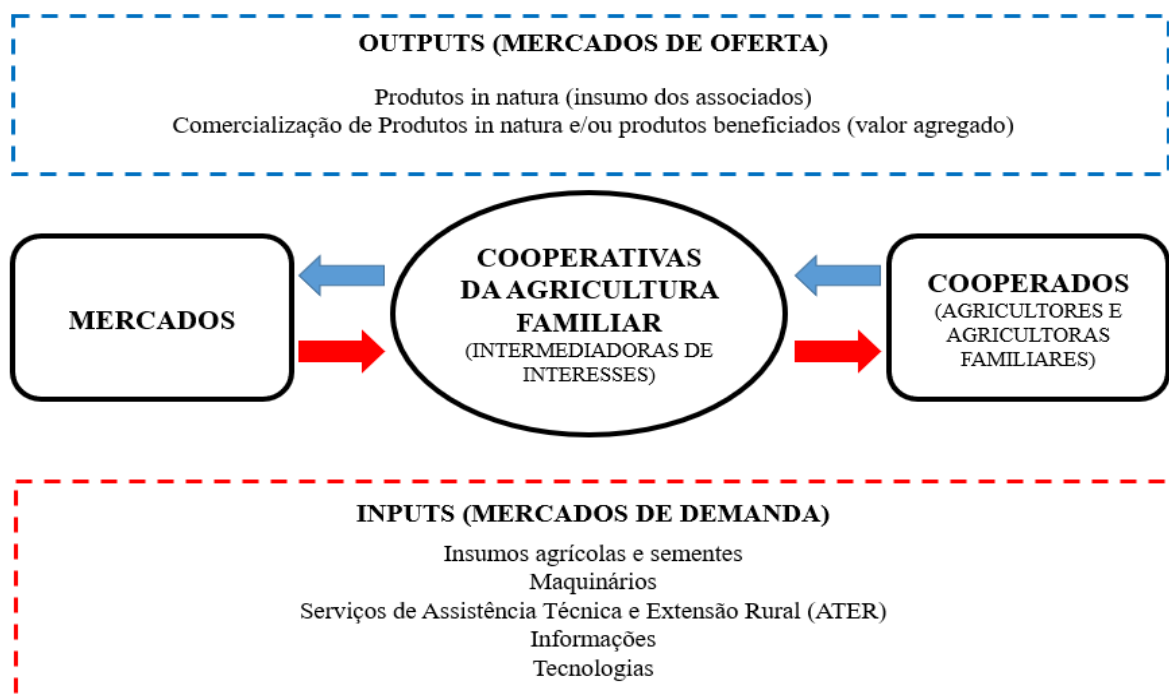 OUTPUTS (MERCADOS DE OFERTA)
Produtos in natura (insumo dos associados)
Comercialização de Produtos in natura e/ou produtos beneficiados (valor agregado)
MERCADOS
COOPERATIVAS
DA AGRICULTURA
FAMILIAR
(INTERMEDIADORAS DE
INTERESSES)
COOPERADOS
(AGRICULTORES E
AGRICULTORAS
FAMILIARES)
INPUTS (MERCADOS DE DEMANDA)
Insumos agrícolas e sementes
Maquinários
Serviços de Assistência Técnica e Extensão Rural (ATER)
Informações
Tecnologias